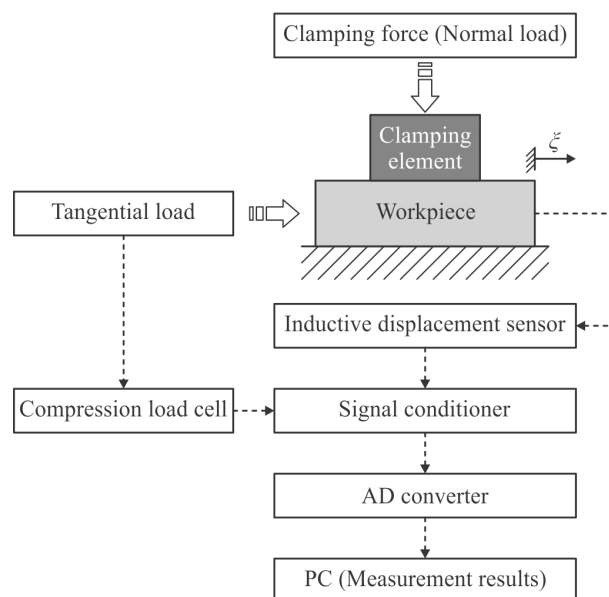 Clamping force (Normal load)
Clamping
element
ξ
Tangential load
Workpiece
Inductive displacement sensor
Compression load cell
Signal conditioner
AD converter
PC (Measurement results)